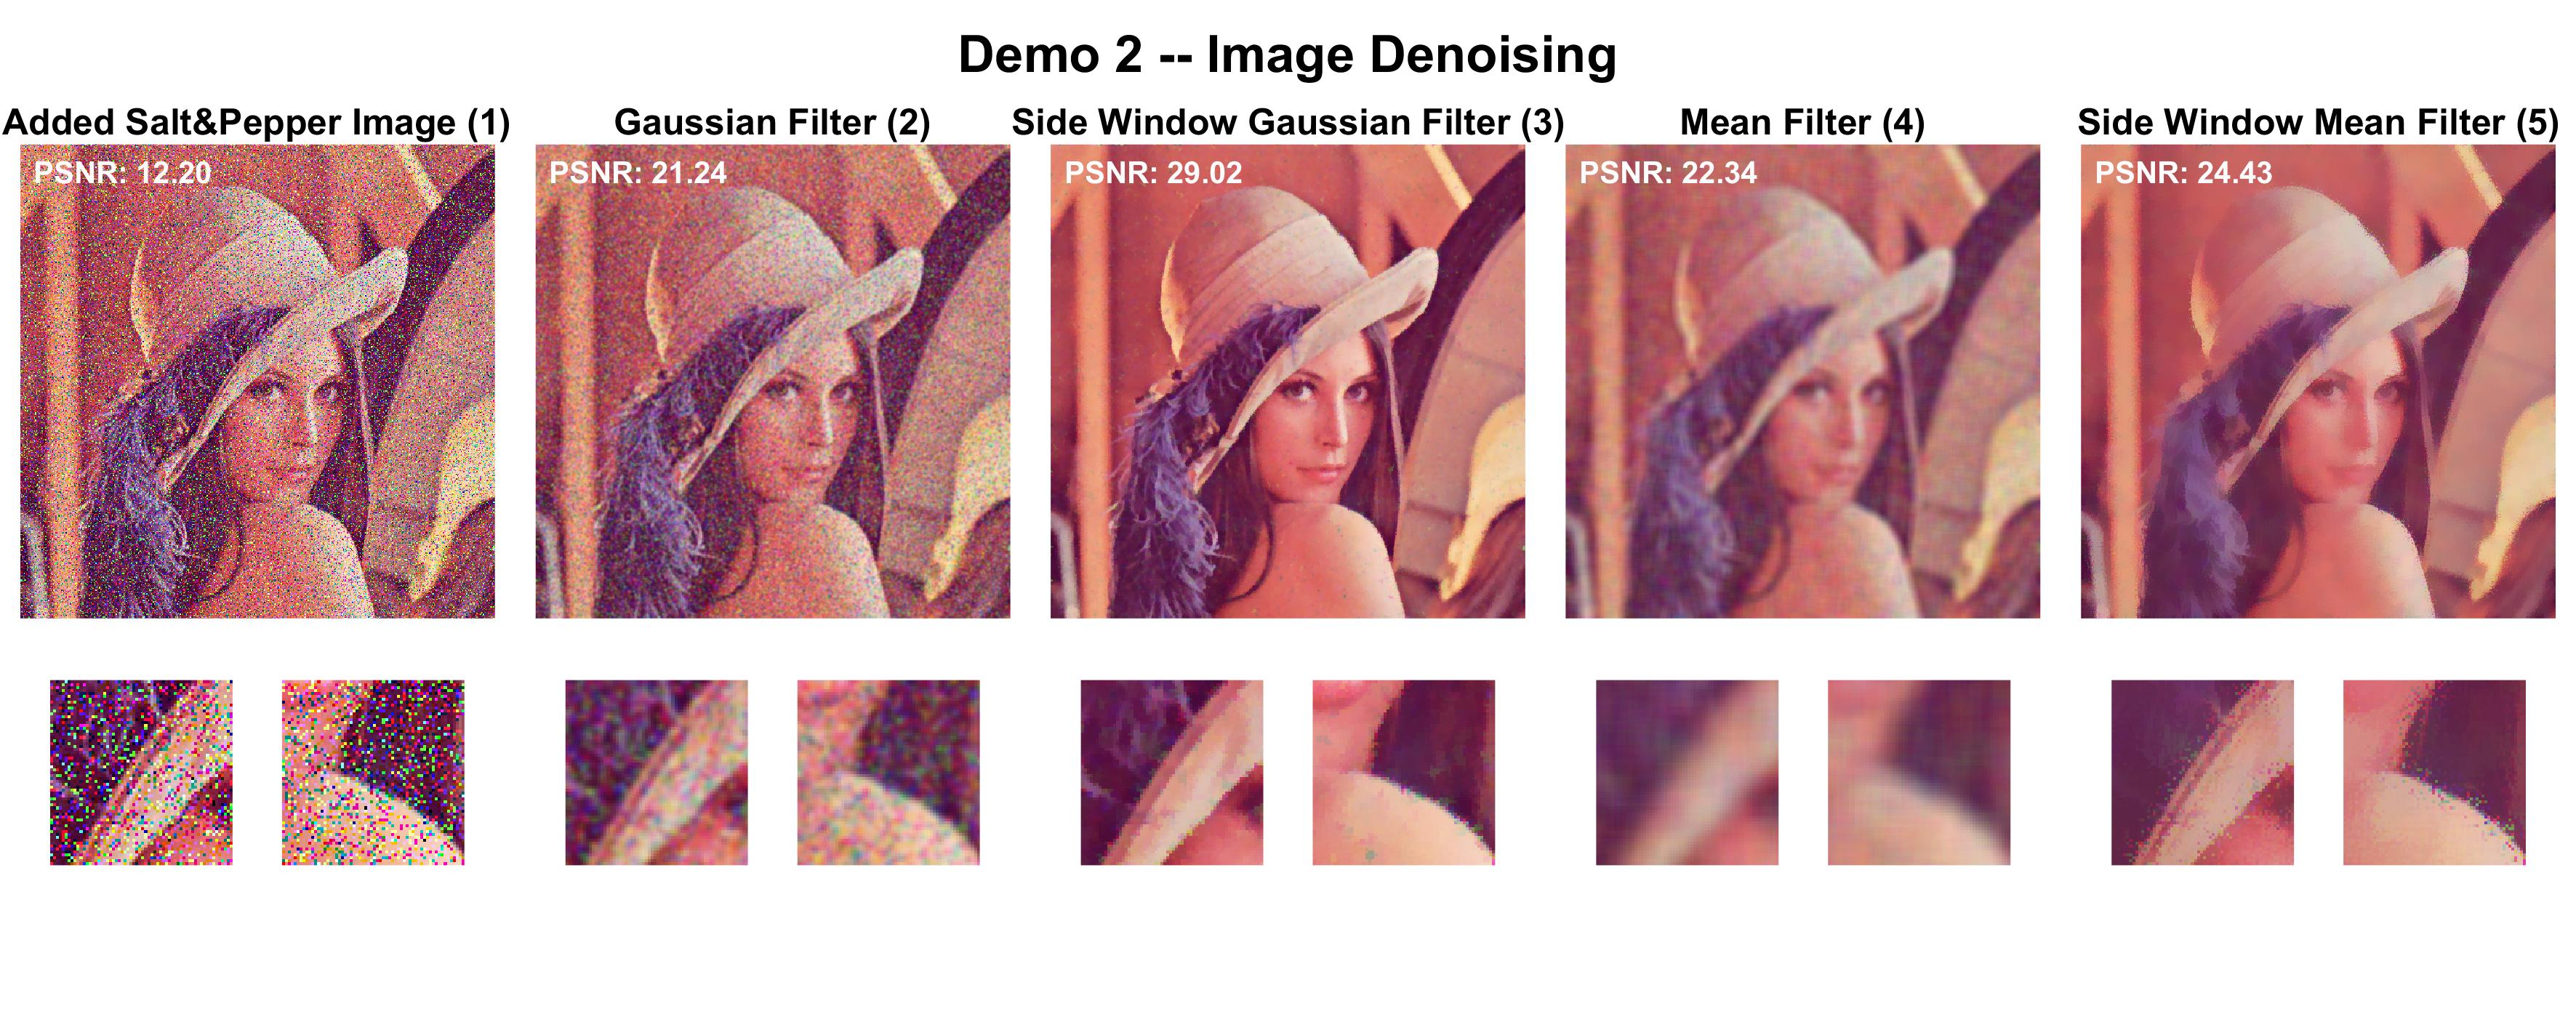 Demo 2 -- Image Denoising
Added Salt&Pepper Image (1)
Gaussian Filter (2)
Side Window Gaussian Filter (3)
Mean Filter (4)
Side Window Mean Filter (5)
PSNR: 12.20
PSNR: 21.24
PSNR: 29.02
PSNR: 22.34
PSNR: 24.43